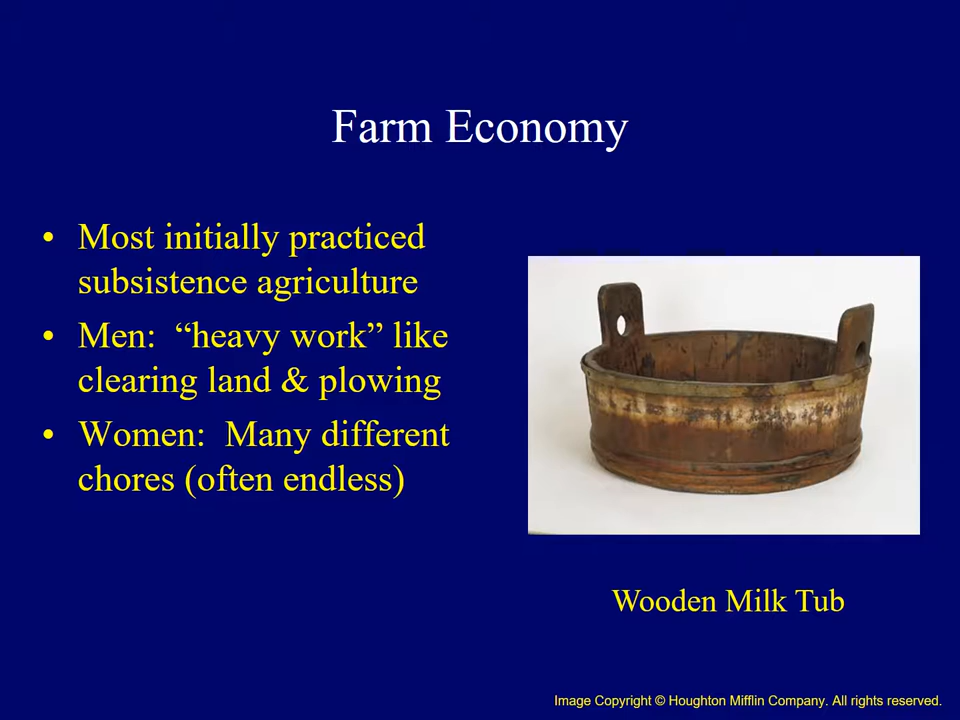 Farm Economy
• Most initially practiced
subsistence agriculture
• Men:  “heavy work” like
clearing land & plowing
• Women:  Many different
chores (often endless)
Wooden Milk Tub
Image Copyright © Houghton Mifflin Company. All rights reserved.